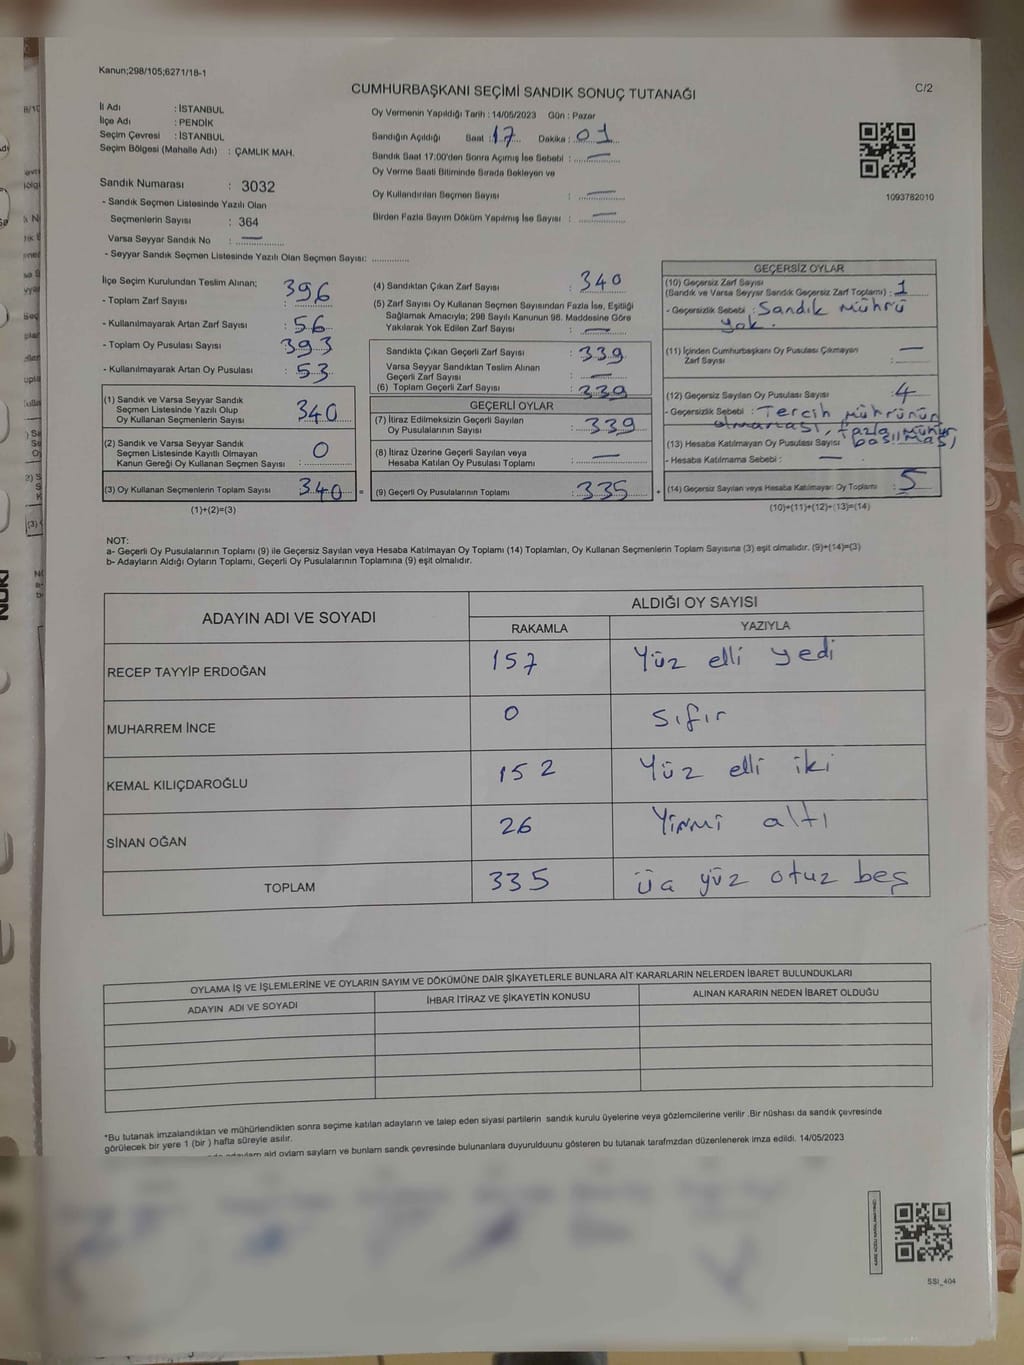 Kanun;298/105;6271/18-1
C/2
CUMHURBAŞKANI SEÇİMİ SANDIK SONUÇ TUTANAĞI
İl Adı : İSTANBUL
İlçe Adı : PENDİK
Seçim Çevresi : İSTANBUL
Seçim Bölgesi (Mahalle Adı) : ÇAMLIK MAH.
Sandık Numarası : 3032
- Sandık Seçmen Listesinde Yazılı Olan
Seçmenlerin Sayısı : 364
Varsa Seyyar Sandık No : —
- Seyyar Sandık Seçmen Listesinde Yazılı Olan Seçmen Sayısı: ..............
Oy Vermenin Yapıldığı Tarih : 14/05/2023 Gün : Pazar
Sandığın Açıldığı Saat : 17 Dakika : 01
Sandık Saat 17:00'den Sonra Açımış İse Sebebi : —
Oy Verme Saati Bitiminde Sırada Bekleyen ve
Oy Kullandırılan Seçmen Sayısı : —
Birden Fazla Sayım Döküm Yapılmış İse Sayısı : —
1093782010
İlçe Seçim Kurulundan Teslim Alınan;
- Toplam Zarf Sayısı : 396
- Kullanılmayarak Artan Zarf Sayısı : 56
- Toplam Oy Pusulası Sayısı : 393
- Kullanılmayarak Artan Oy Pusulası : 53
(1) Sandık ve Varsa Seyyar Sandık
Seçmen Listesinde Yazılı Olup
Oy Kullanan Seçmenlerin Sayısı : 340
(2) Sandık ve Varsa Seyyar Sandık
Seçmen Listesinde Kayıtlı Olmayan
Kanun Gereği Oy Kullanan Seçmen Sayısı : 0
(3) Oy Kullanan Seçmenlerin Toplam Sayısı : 340
(1)+(2)=(3)
(4) Sandıktan Çıkan Zarf Sayısı : 340
(5) Zarf Sayısı Oy Kullanan Seçmen Sayısından Fazla İse, Eşitliği
Sağlamak Amacıyla; 298 Sayılı Kanunun 98. Maddesine Göre
Yakılarak Yok Edilen Zarf Sayısı : —
Sandıkta Çıkan Geçerli Zarf Sayısı : 339
Varsa Seyyar Sandıktan Teslim Alınan
Geçerli Zarf Sayısı : —
(6) Toplam Geçerli Zarf Sayısı : 339
GEÇERLİ OYLAR
(7) İtiraz Edilmeksizin Geçerli Sayılan
Oy Pusulalarının Sayısı : 339
(8) İtiraz Üzerine Geçerli Sayılan veya
Hesaba Katılan Oy Pusulası Toplamı : —
(9) Geçerli Oy Pusulalarının Toplamı : 335
GEÇERSİZ OYLAR
(10) Geçersiz Zarf Sayısı
(Sandık ve Varsa Seyyar Sandık Geçersiz Zarf Toplamı) : 1
- Geçersizlik Sebebi : Sandık mührü
yok.
(11) İçinden Cumhurbaşkanı Oy Pusulası Çıkmayan
Zarf Sayısı : —
(12) Geçersiz Sayılan Oy Pusulası Sayısı : 4
- Geçersizlik Sebebi : Tercih mührünün
olmaması, fazla mühür
(13) Hesaba Katılmayan Oy Pusulası Sayısı basılması,
- Hesaba Katılmama Sebebi : —
(14) Geçersiz Sayılan veya Hesaba Katılmayan Oy Toplamı : 5
(10)+(11)+(12)+(13)=(14)
NOT:
a- Geçerli Oy Pusulalarının Toplamı (9) ile Geçersiz Sayılan veya Hesaba Katılmayan Oy Toplamı (14) Toplamları, Oy Kullanan Seçmenlerin Toplam Sayısına (3) eşit olmalıdır. (9)+(14)=(3)
b- Adayların Aldığı Oyların Toplamı, Geçerli Oy Pusulalarının Toplamına (9) eşit olmalıdır.
ADAYIN ADI VE SOYADI
ALDIĞI OY SAYISI
RAKAMLA YAZIYLA
RECEP TAYYİP ERDOĞAN 157 Yüz elli yedi
MUHARREM İNCE 0 Sıfır
KEMAL KILIÇDAROĞLU 152 Yüz elli iki
SİNAN OĞAN 26 Yirmi altı
TOPLAM 335 üç yüz otuz beş
OYLAMA İŞ VE İŞLEMLERİNE VE OYLARIN SAYIM VE DÖKÜMÜNE DAİR ŞİKAYETLERLE BUNLARA AİT KARARLARIN NELERDEN İBARET BULUNDUKLARI
ADAYIN ADI VE SOYADI İHBAR İTİRAZ VE ŞİKAYETİN KONUSU ALINAN KARARIN NEDEN İBARET OLDUĞU
*Bu tutanak imzalandıktan ve mühürlendikten sonra seçime katılan adayların ve talep eden siyasi partilerin sandık kurulu üyelerine veya gözlemcilerine verilir .Bir nüshası da sandık çevresinde
görülecek bir yere 1 (bir ) hafta süreyle asılır.
ald oyların sayların ve bunların sandk çevresinde bulunanlara duyurulduunu gösteren bu tutanak tarafmzdan düzenlenerek imza edildi. 14/05/2023
SSI_404